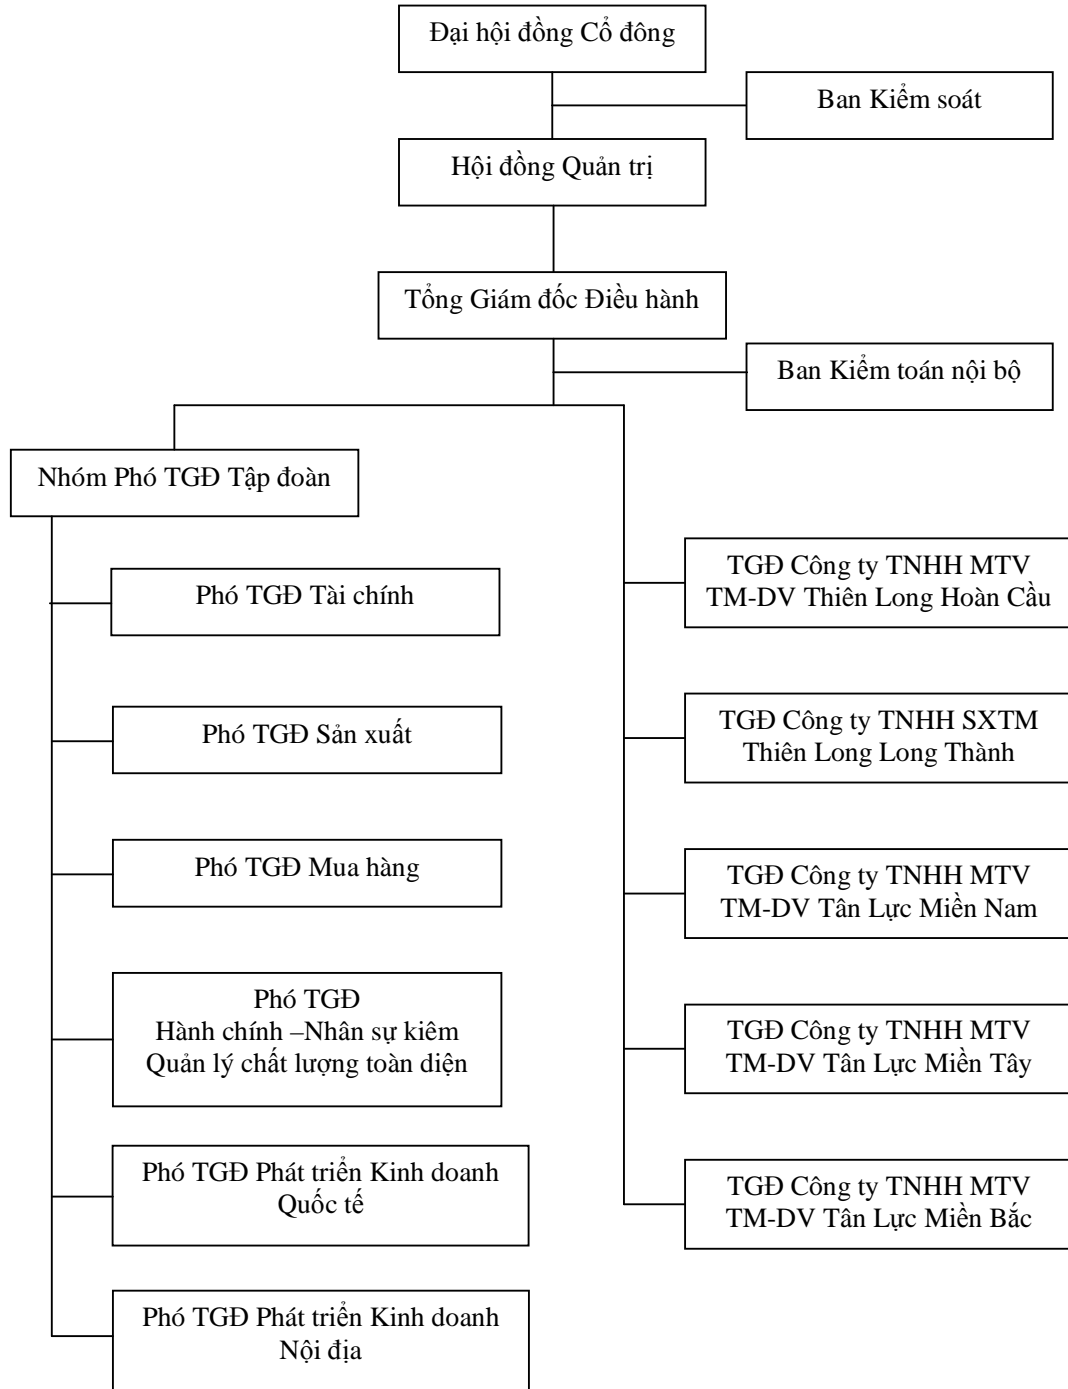 Đại hội đồng Cổ đông
Ban Kiểm soát
Hội đồng Quản trị
Tổng Giám đốc Điều hành
Ban Kiểm toán nội bộ
Nhóm Phó TGĐ Tập đoàn
Phó TGĐ Tài chính
Phó TGĐ Sản xuất
Phó TGĐ Mua hàng
Phó TGĐ
Hành chính –Nhân sự kiêm
Quản lý chất lượng toàn diện
Phó TGĐ Phát triển Kinh doanh
Quốc tế
Phó TGĐ Phát triển Kinh doanh
Nội địa
TGĐ Công ty TNHH MTV
TM-DV Thiên Long Hoàn Cầu
TGĐ Công ty TNHH SXTM
Thiên Long Long Thành
TGĐ Công ty TNHH MTV
TM-DV Tân Lực Miền Nam
TGĐ Công ty TNHH MTV
TM-DV Tân Lực Miền Tây
TGĐ Công ty TNHH MTV
TM-DV Tân Lực Miền Bắc